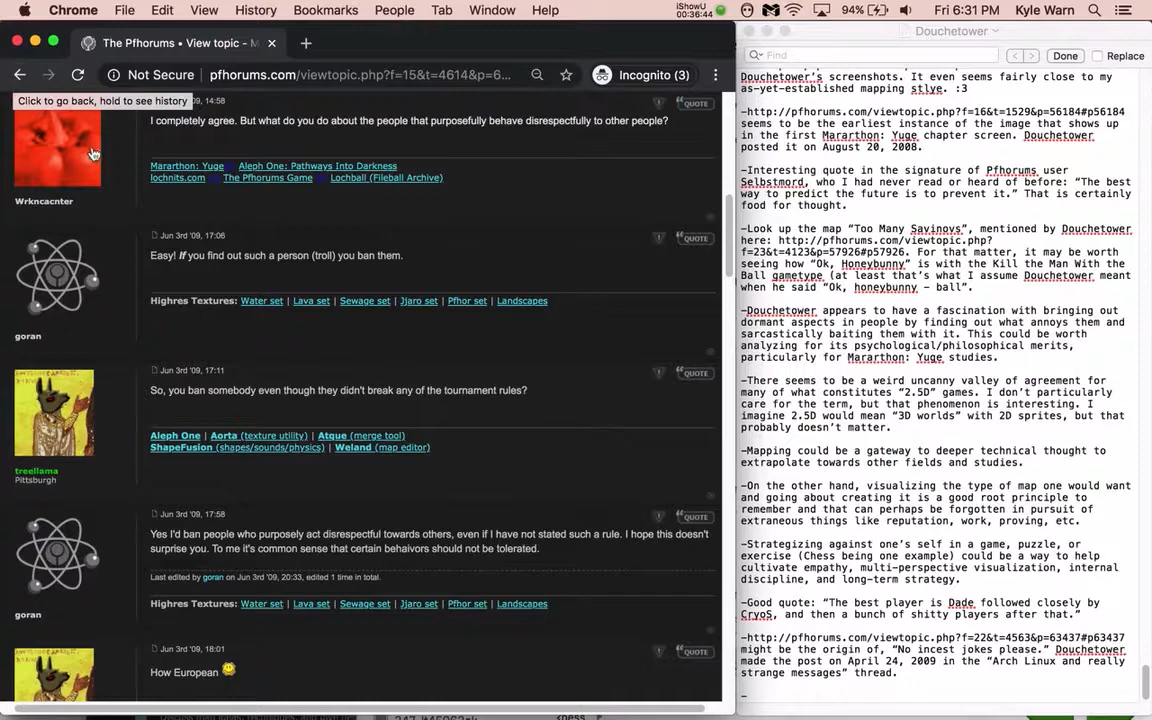 Chrome File Edit View History Bookmarks People Tab Window Help iShowU 00:36:44 94% Fri 6:31 PM Kyle Warn
The Pfhorums • View topic - M
Not Secure pfhorums.com/viewtopic.php?f=15&t=4614&p=6... Incognito (3)
Click to go back, hold to see history
'09, 14:58
QUOTE
I completely agree. But what do you do about the people that purposefully behave disrespectfully to other people?
Mararthon: Yuge Aleph One: Pathways Into Darkness
lochnits.com The Pfhorums Game Lochball (Fileball Archive)
Wrkncacnter
Jun 3rd '09, 17:06
QUOTE
Easy! If you find out such a person (troll) you ban them.
Highres Textures: Water set | Lava set | Sewage set | Jjaro set | Pfhor set | Landscapes
goran
Jun 3rd '09, 17:11
QUOTE
So, you ban somebody even though they didn't break any of the tournament rules?
Aleph One | Aorta (texture utility) | Atque (merge tool)
ShapeFusion (shapes/sounds/physics) | Weland (map editor)
treellama
Pittsburgh
Jun 3rd '09, 17:58
QUOTE
Yes I'd ban people who purposely act disrespectful towards others, even if I have not stated such a rule. I hope this doesn't
surprise you. To me it's common sense that certain behaivors should not be tolerated.
Last edited by goran on Jun 3rd '09, 20:33, edited 1 time in total.
Highres Textures: Water set | Lava set | Sewage set | Jjaro set | Pfhor set | Landscapes
goran
Jun 3rd '09, 18:01
QUOTE
How European
Douchetower
Find
Done
Replace
Douchetower's screenshots. It even seems fairly close to my
as-yet-established mapping stlye. :3
-http://pfhorums.com/viewtopic.php?f=16&t=1529&p=56184#p56184
seems to be the earliest instance of the image that shows up
in the first Mararthon: Yuge chapter screen. Douchetower
posted it on August 20, 2008.
-Interesting quote in the signature of Pfhorums user
Selbstmord, who I had never read or heard of before: "The best
way to predict the future is to prevent it." That is certainly
food for thought.
-Look up the map "Too Many Savinovs", mentioned by Douchetower
here: http://pfhorums.com/viewtopic.php?
f=23&t=4123&p=57926#p57926. For that matter, it may be worth
seeing how "Ok, Honeybunny" is with the Kill the Man With the
Ball gametype (at least that's what I assume Douchetower meant
when he said "Ok, honeybunny - ball".
-Douchetower appears to have a fascination with bringing out
dormant aspects in people by finding out what annoys them and
sarcastically baiting them with it. This could be worth
analyzing for its psychological/philosophical merits,
particularly for Mararthon: Yuge studies.
-There seems to be a weird uncanny valley of agreement for
many of what constitutes "2.5D" games. I don't particularly
care for the term, but that phenomenon is interesting. I
imagine 2.5D would mean "3D worlds" with 2D sprites, but that
probably doesn't matter.
-Mapping could be a gateway to deeper technical thought to
extrapolate towards other fields and studies.
-On the other hand, visualizing the type of map one would want
and going about creating it is a good root principle to
remember and that can perhaps be forgotten in pursuit of
extraneous things like reputation, work, proving, etc.
-Strategizing against one's self in a game, puzzle, or
exercise (Chess being one example) could be a way to help
cultivate empathy, multi-perspective visualization, internal
discipline, and long-term strategy.
-Good quote: "The best player is Dade followed closely by
CryoS, and then a bunch of shitty players after that."
-http://pfhorums.com/viewtopic.php?f=22&t=4563&p=63437#p63437
might be the origin of, "No incest jokes please." Douchetower
made the post on April 24, 2009 in the "Arch Linux and really
strange messages" thread.
-